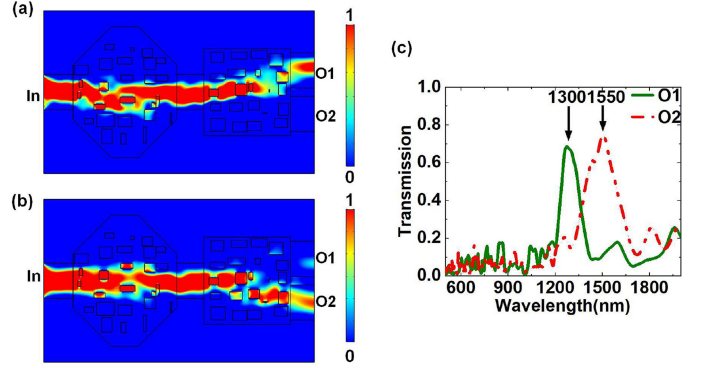 (a)
1
In
O1
O2
0
(b)
1
In
O1
O2
0
(c)
1.0
0.8
0.6
0.4
0.2
0.0
Transmission
13001550
O1
O2
600 900 1200 1500 1800
Wavelength(nm)